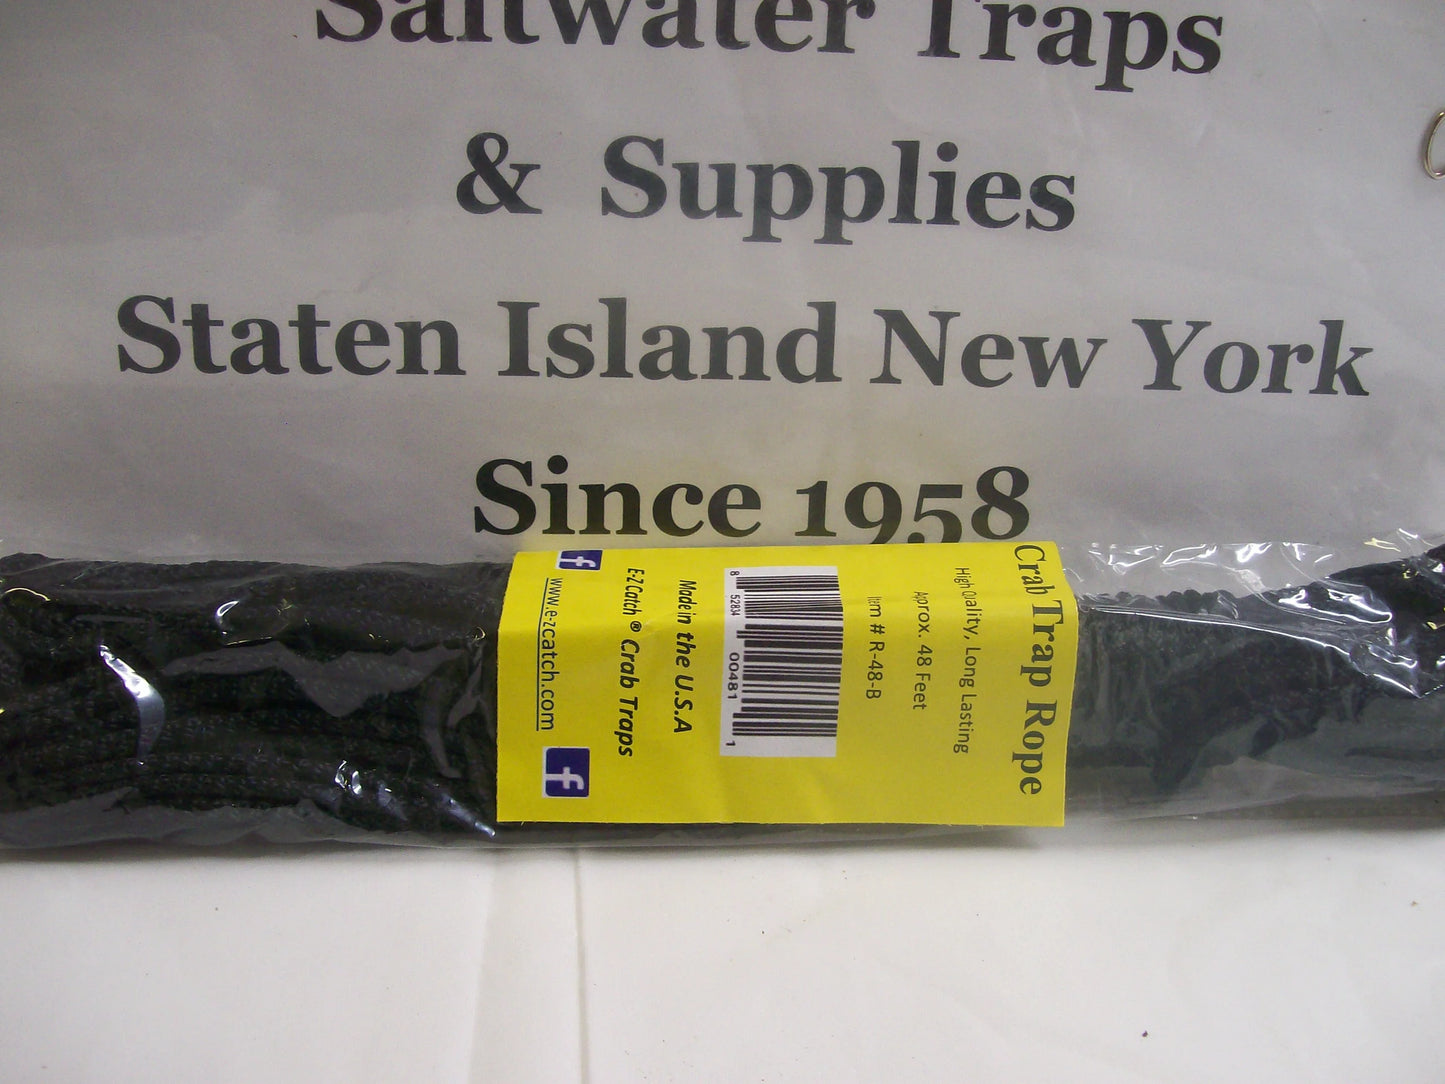 Saltwater Traps
& Supplies
Staten Island New York
Since 1958
Crab Trap Rope
High Quality, Long Lasting
Aprox. 48 Feet
Item # R-48-B
8 52834 00481 1
Made in the U.S.A
E-Z Catch ® Crab Traps
f www.e-zcatch.com f